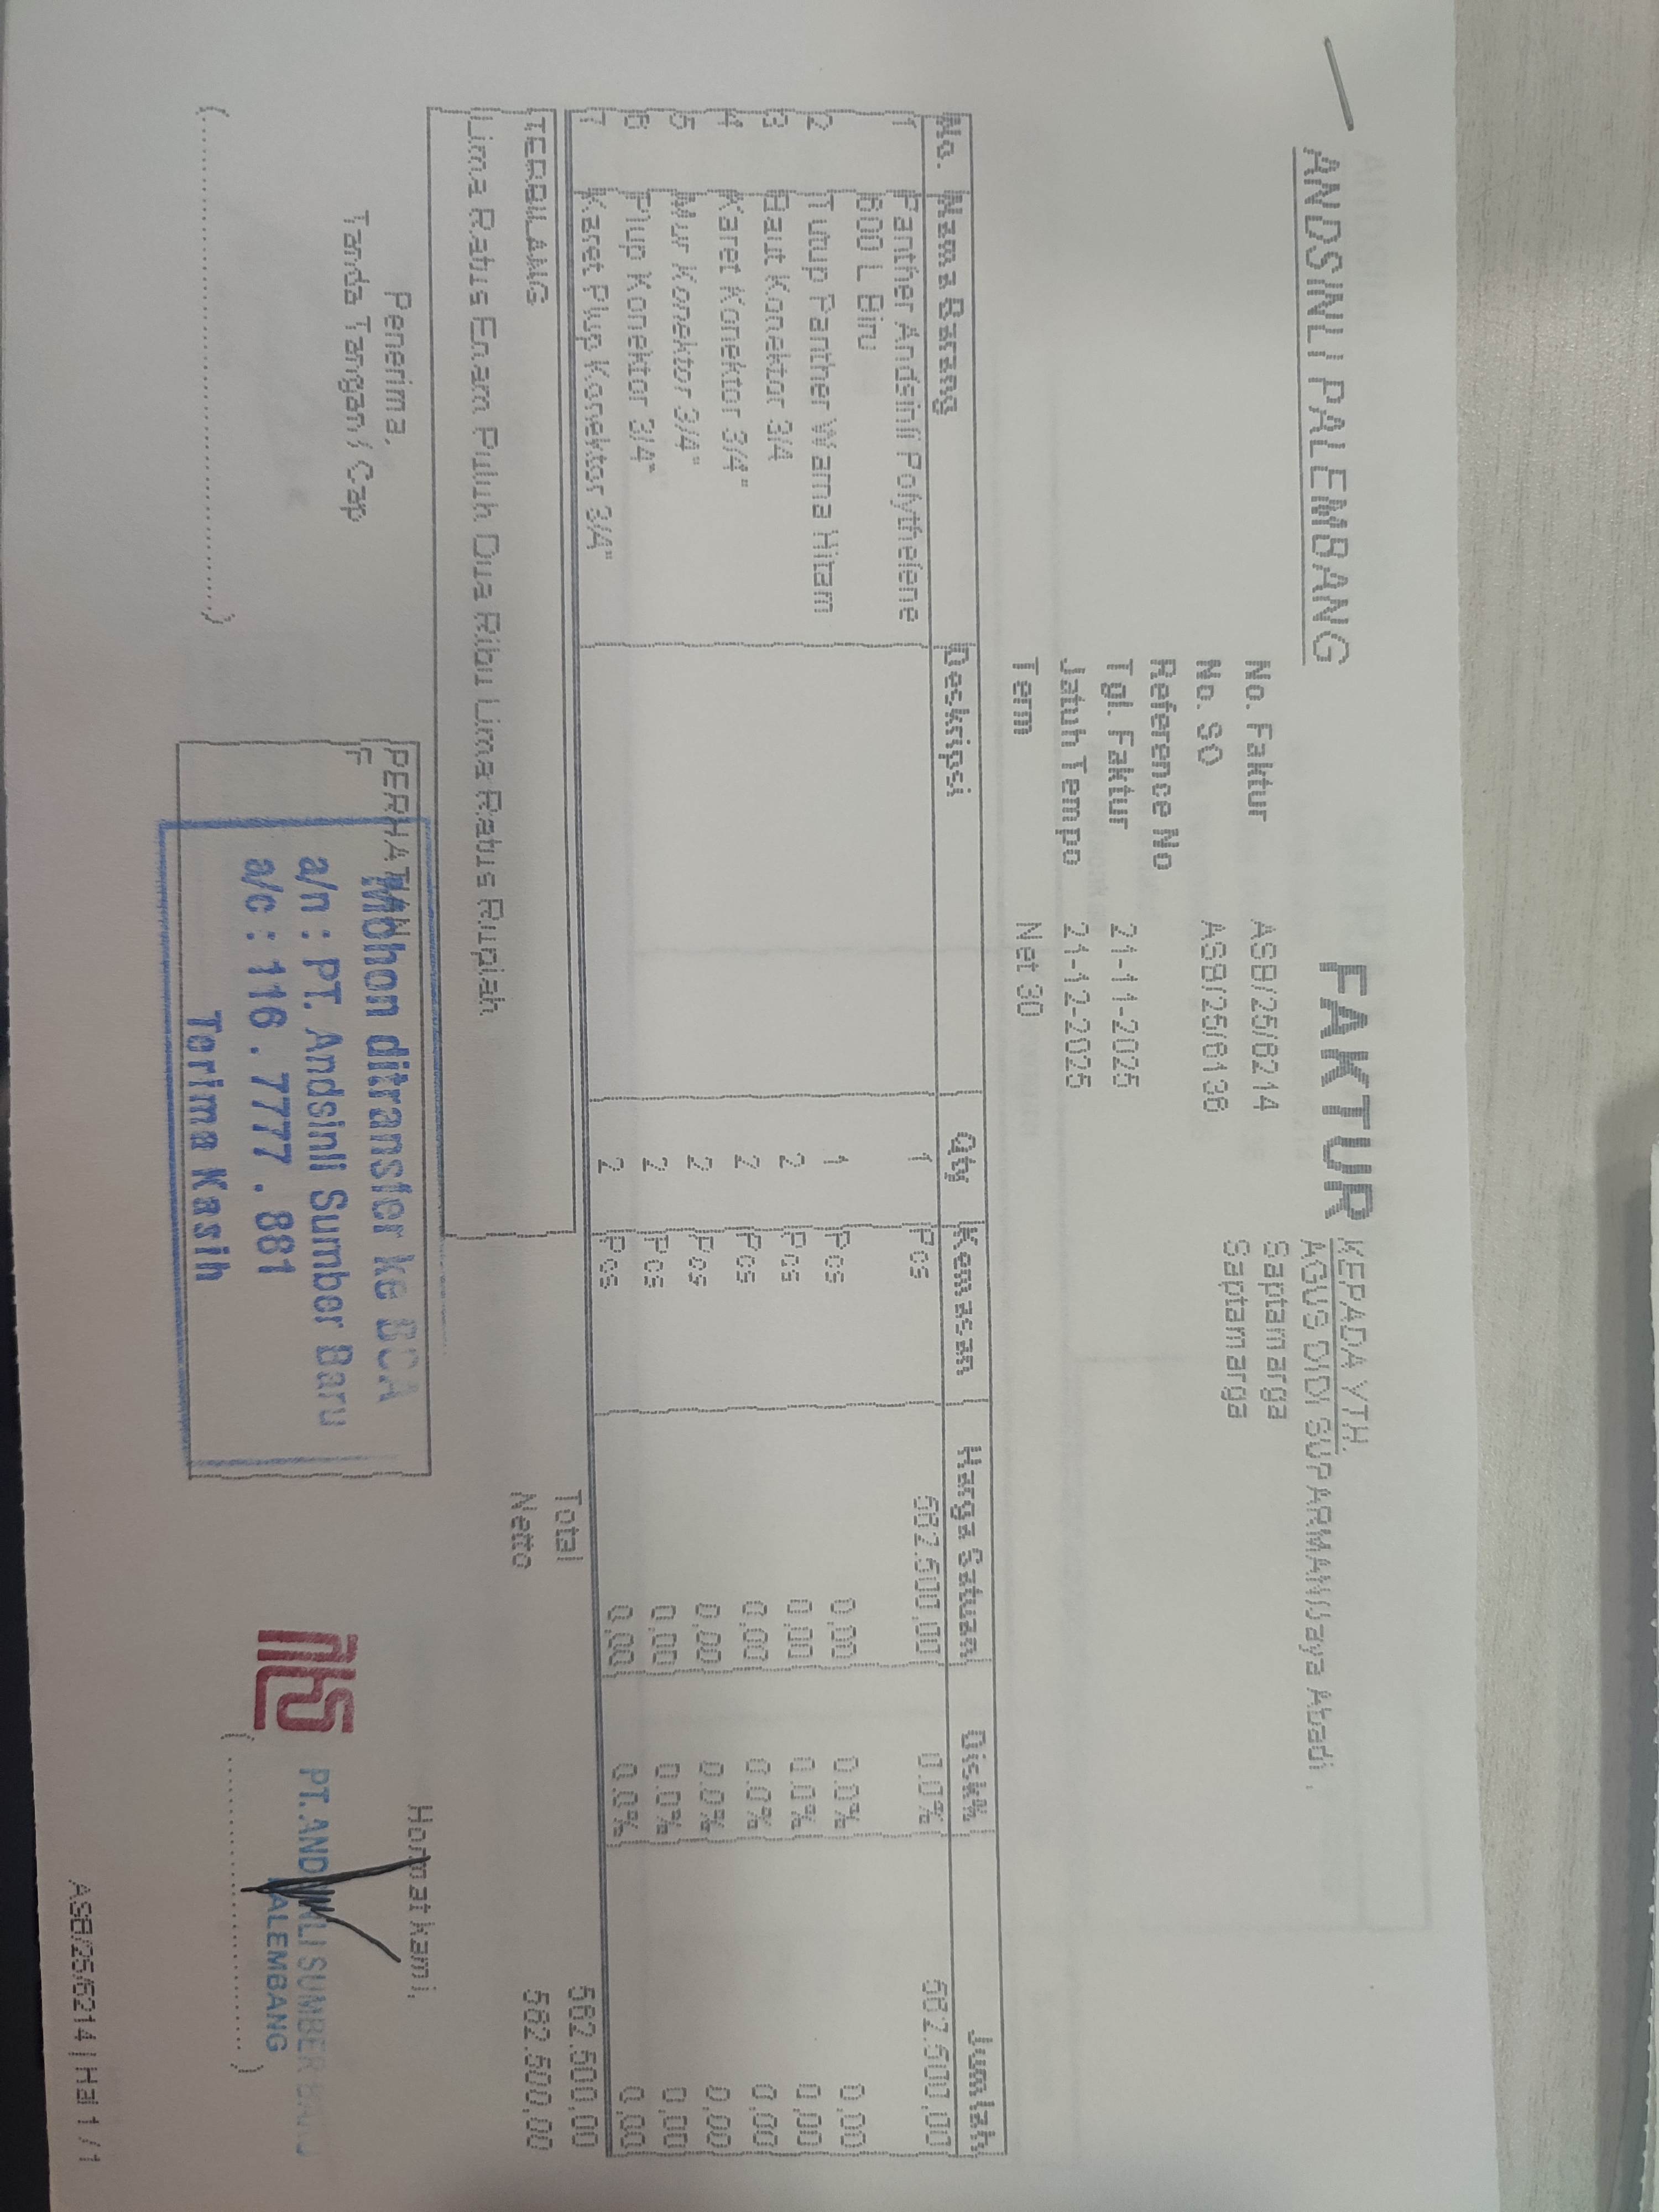 ANDSINLI PALEMBANG
FAKTUR
KEPADA YTH.
AGUS DIDI SUPARMAN(Jaya Abadi)
Saptamarga
Saptamarga
No. Faktur ASB/25/6214
No. SO ASB/25/6136
Reference No
Tgl. Faktur 21-11-2025
Jatuh Tempo 21-12-2025
Term Net 30
No. Nama Barang Deskripsi Qty Kemasan Harga Satuan Disk% Jumlah
1 Panther Andsinli Polythelene 1 Pcs 562.500,00 0.0% 562.500,00
600 L Biru
2 Tutup Panther Warna Hitam 1 Pcs 0,00 0.0% 0,00
3 Baut Konektor 3/4 2 Pcs 0,00 0.0% 0,00
4 Karet Konektor 3/4" 2 Pcs 0,00 0.0% 0,00
5 Mur Konektor 3/4" 2 Pcs 0,00 0.0% 0,00
6 Plup Konektor 3/4" 2 Pcs 0,00 0.0% 0,00
7 Karet Plup Konektor 3/4" 2 Pcs 0,00 0.0% 0,00
TERBILANG
Lima Ratus Enam Puluh Dua Ribu Lima Ratus Rupiah
Total 562.500,00
Netto 562.500,00
Penerima,
Tanda Tangan / Cap
(..............................)
PERHATIAN
Mohon ditransfer ke BCA
a/n : PT. Andsinli Sumber Baru
a/c : 116 . 7777 . 881
Terima Kasih
Hormat kami,
PT. ANDSINLI SUMBER BARU
PALEMBANG
(..............................)
ASB/25/6214 | Hal 1 / 1